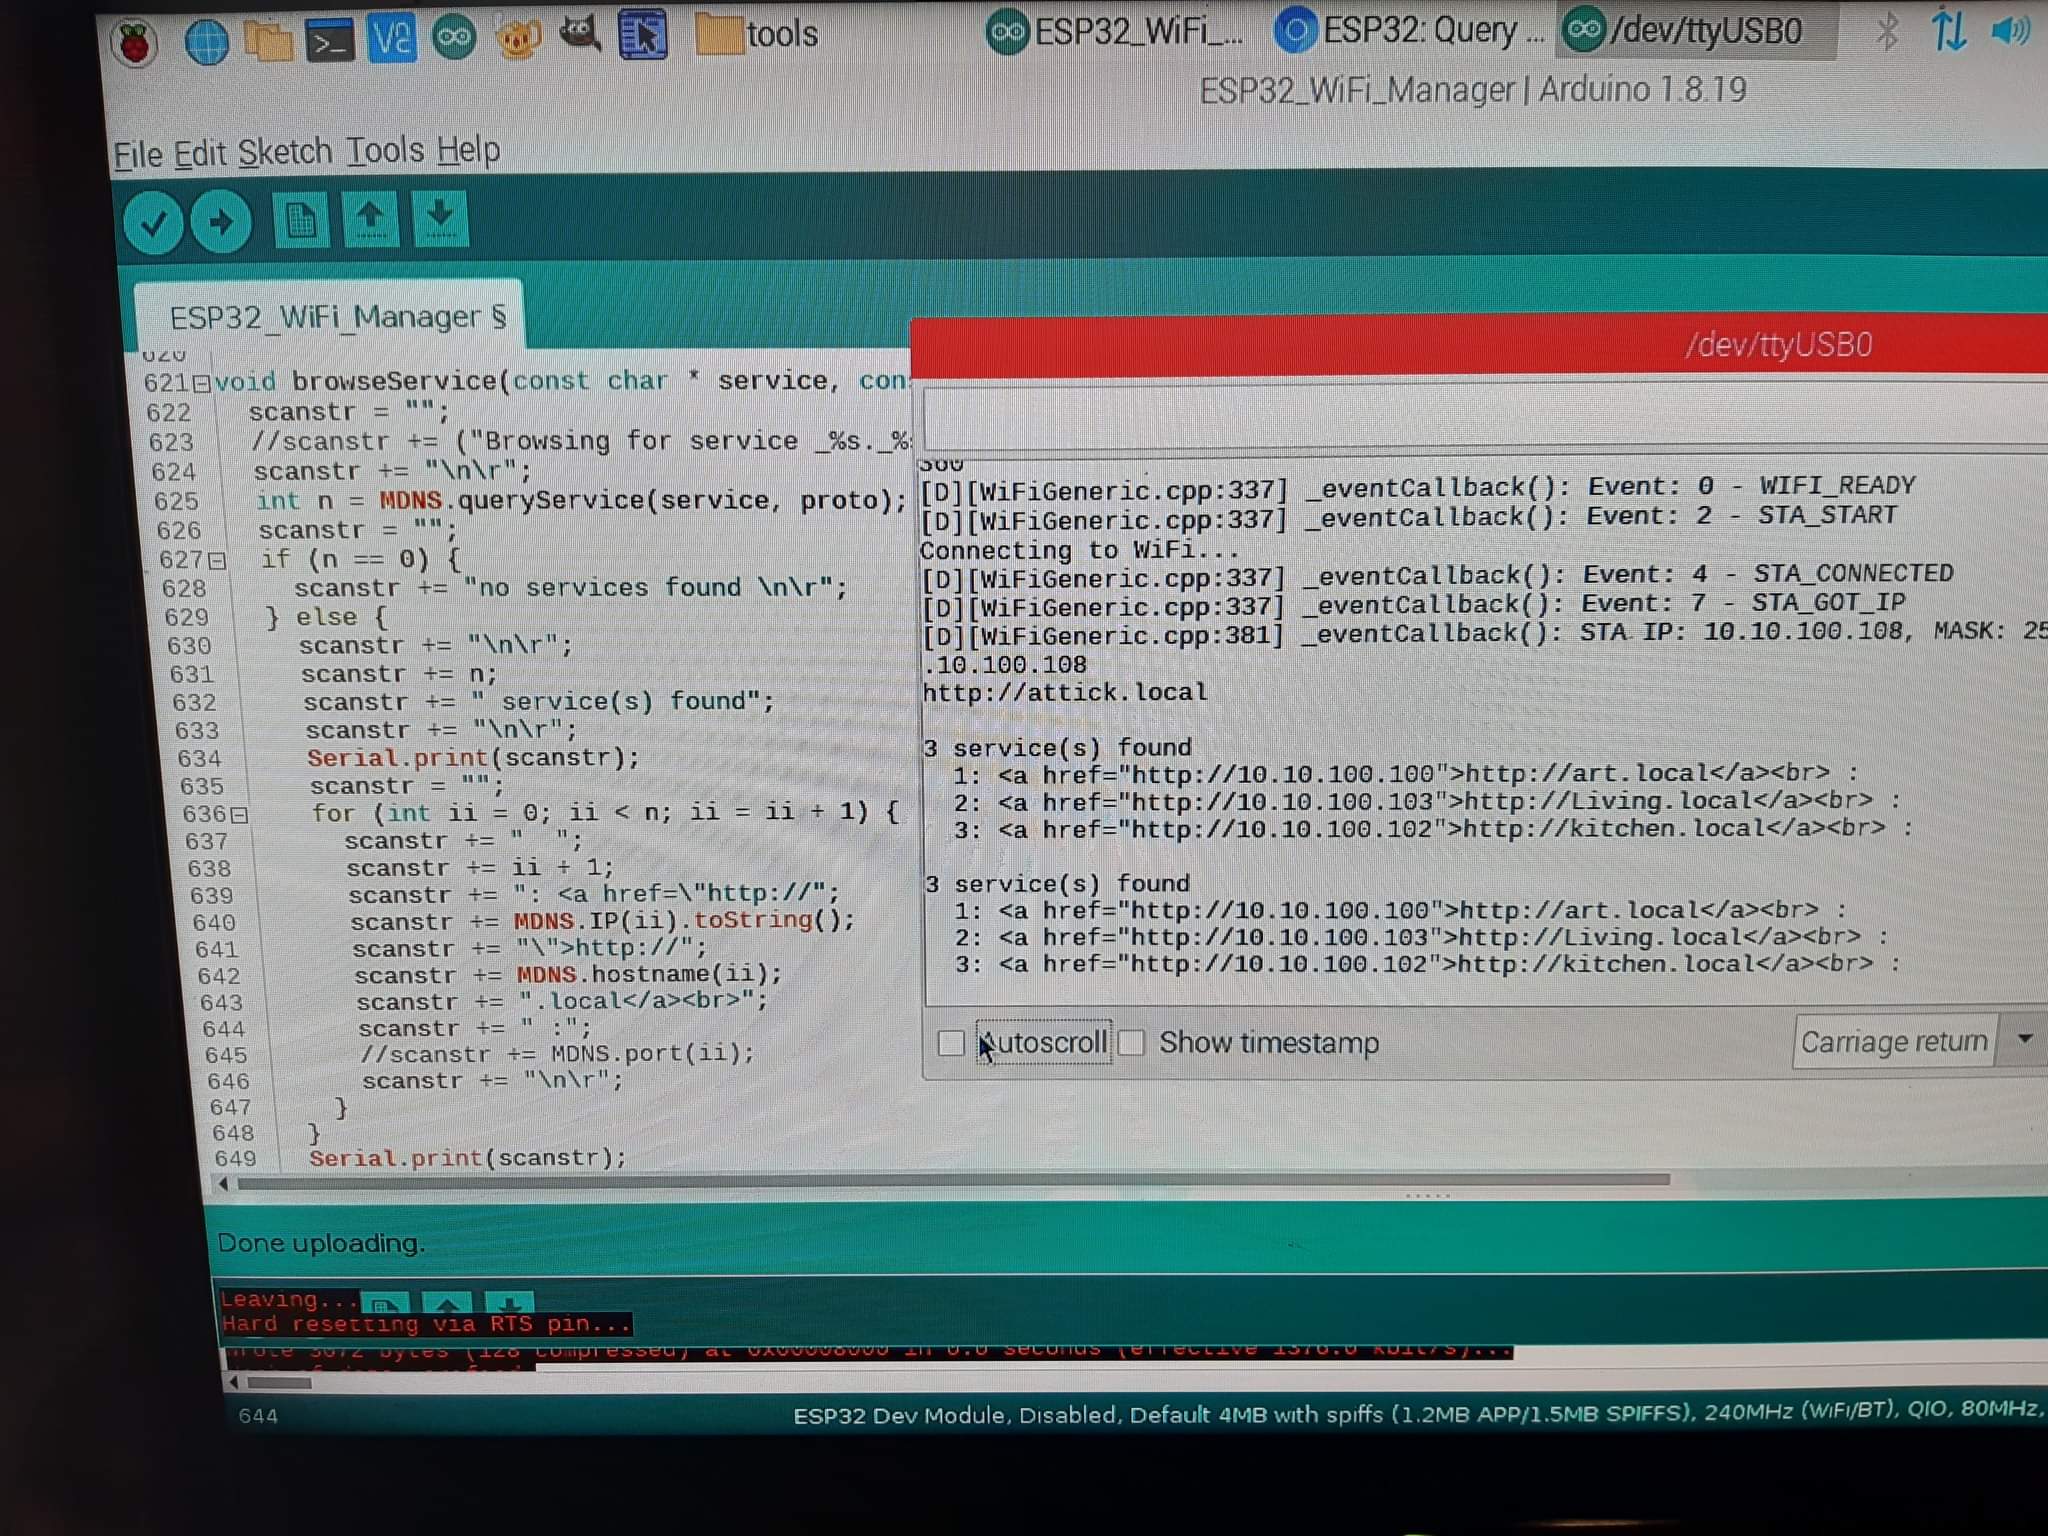 tools
ESP32_WiFi_...
ESP32: Query ...
/dev/ttyUSB0
ESP32_WiFi_Manager | Arduino 1.8.19
File Edit Sketch Tools Help
ESP32_WiFi_Manager §
620
621 void browseService(const char * service, con
622 scanstr = "";
623 //scanstr += ("Browsing for service _%s._%
624 scanstr += "\n\r";
625 int n = MDNS.queryService(service, proto);
626 scanstr = "";
627 if (n == 0) {
628 scanstr += "no services found \n\r";
629 } else {
630 scanstr += "\n\r";
631 scanstr += n;
632 scanstr += " service(s) found";
633 scanstr += "\n\r";
634 Serial.print(scanstr);
635 scanstr = "";
636 for (int ii = 0; ii < n; ii = ii + 1) {
637 scanstr += "   ";
638 scanstr += ii + 1;
639 scanstr += ": <a href=\"http://";
640 scanstr += MDNS.IP(ii).toString();
641 scanstr += "\">http://";
642 scanstr += MDNS.hostname(ii);
643 scanstr += ".local</a><br>";
644 scanstr += " :";
645 //scanstr += MDNS.port(ii);
646 scanstr += "\n\r";
647 }
648 }
649 Serial.print(scanstr);
/dev/ttyUSB0
[D][WiFiGeneric.cpp:337] _eventCallback(): Event: 0 - WIFI_READY
[D][WiFiGeneric.cpp:337] _eventCallback(): Event: 2 - STA_START
Connecting to WiFi...
[D][WiFiGeneric.cpp:337] _eventCallback(): Event: 4 - STA_CONNECTED
[D][WiFiGeneric.cpp:337] _eventCallback(): Event: 7 - STA_GOT_IP
[D][WiFiGeneric.cpp:381] _eventCallback(): STA IP: 10.10.100.108, MASK: 25
.10.100.108
http://attick.local
3 service(s) found
1: <a href="http://10.10.100.100">http://art.local</a><br> :
2: <a href="http://10.10.100.103">http://Living.local</a><br> :
3: <a href="http://10.10.100.102">http://kitchen.local</a><br> :
3 service(s) found
1: <a href="http://10.10.100.100">http://art.local</a><br> :
2: <a href="http://10.10.100.103">http://Living.local</a><br> :
3: <a href="http://10.10.100.102">http://kitchen.local</a><br> :
Autoscroll
Show timestamp
Carriage return
Done uploading.
Leaving...
Hard resetting via RTS pin...
644
ESP32 Dev Module, Disabled, Default 4MB with spiffs (1.2MB APP/1.5MB SPIFFS), 240MHz (WiFi/BT), QIO, 80MHz,